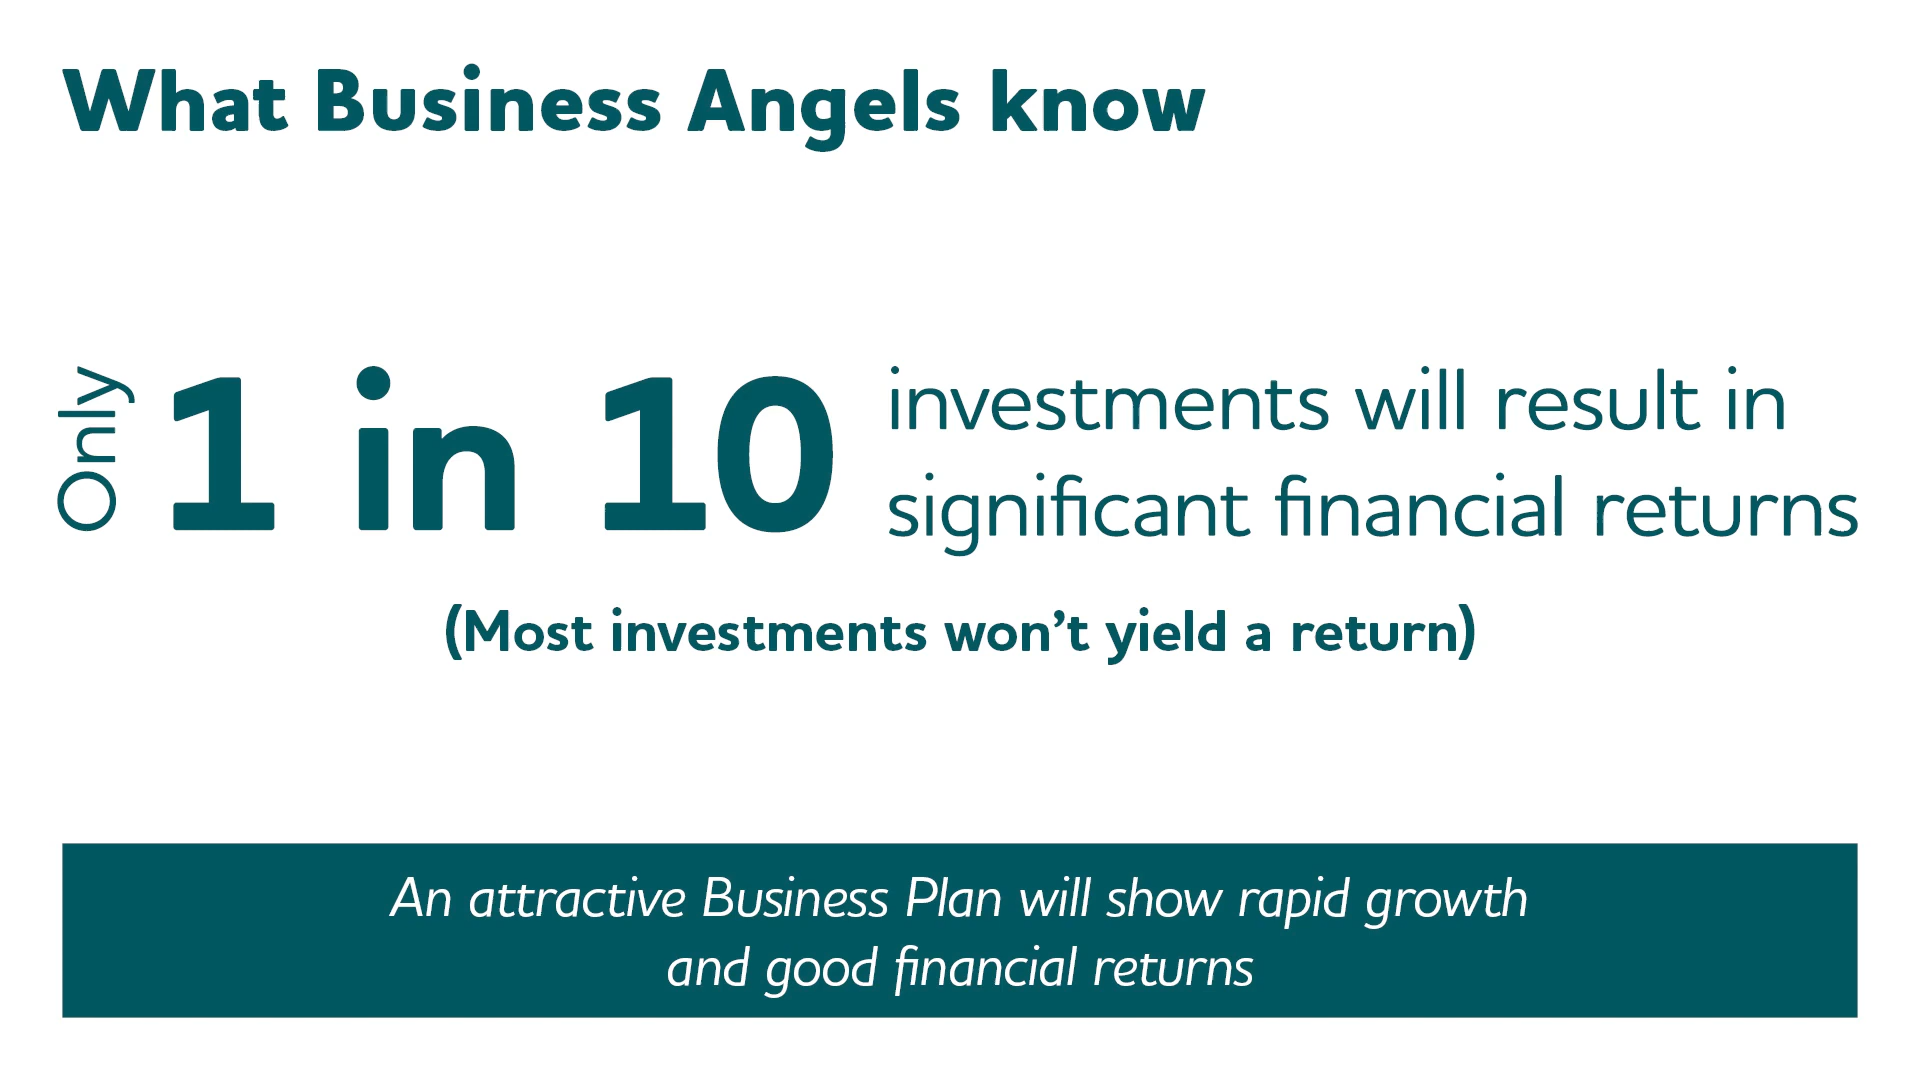 What Business Angels know
Only
1 in 10
investments will result in
significant financial returns
(Most investments won’t yield a return)
An attractive Business Plan will show rapid growth
and good financial returns